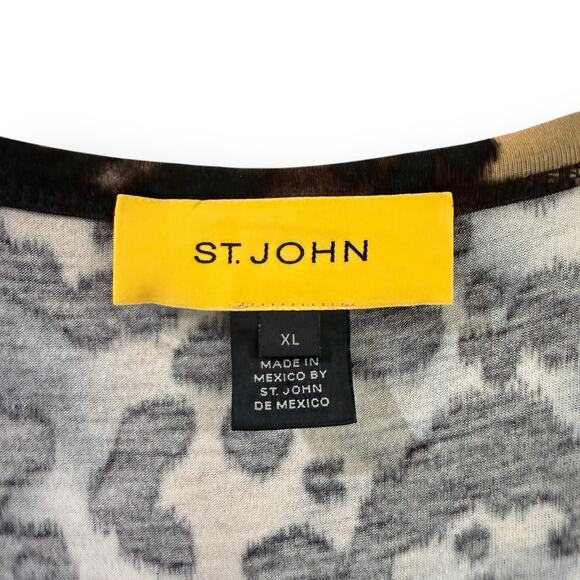 ST. JOHN
XL
MADE IN
MEXICO BY
ST. JOHN
DE MEXICO